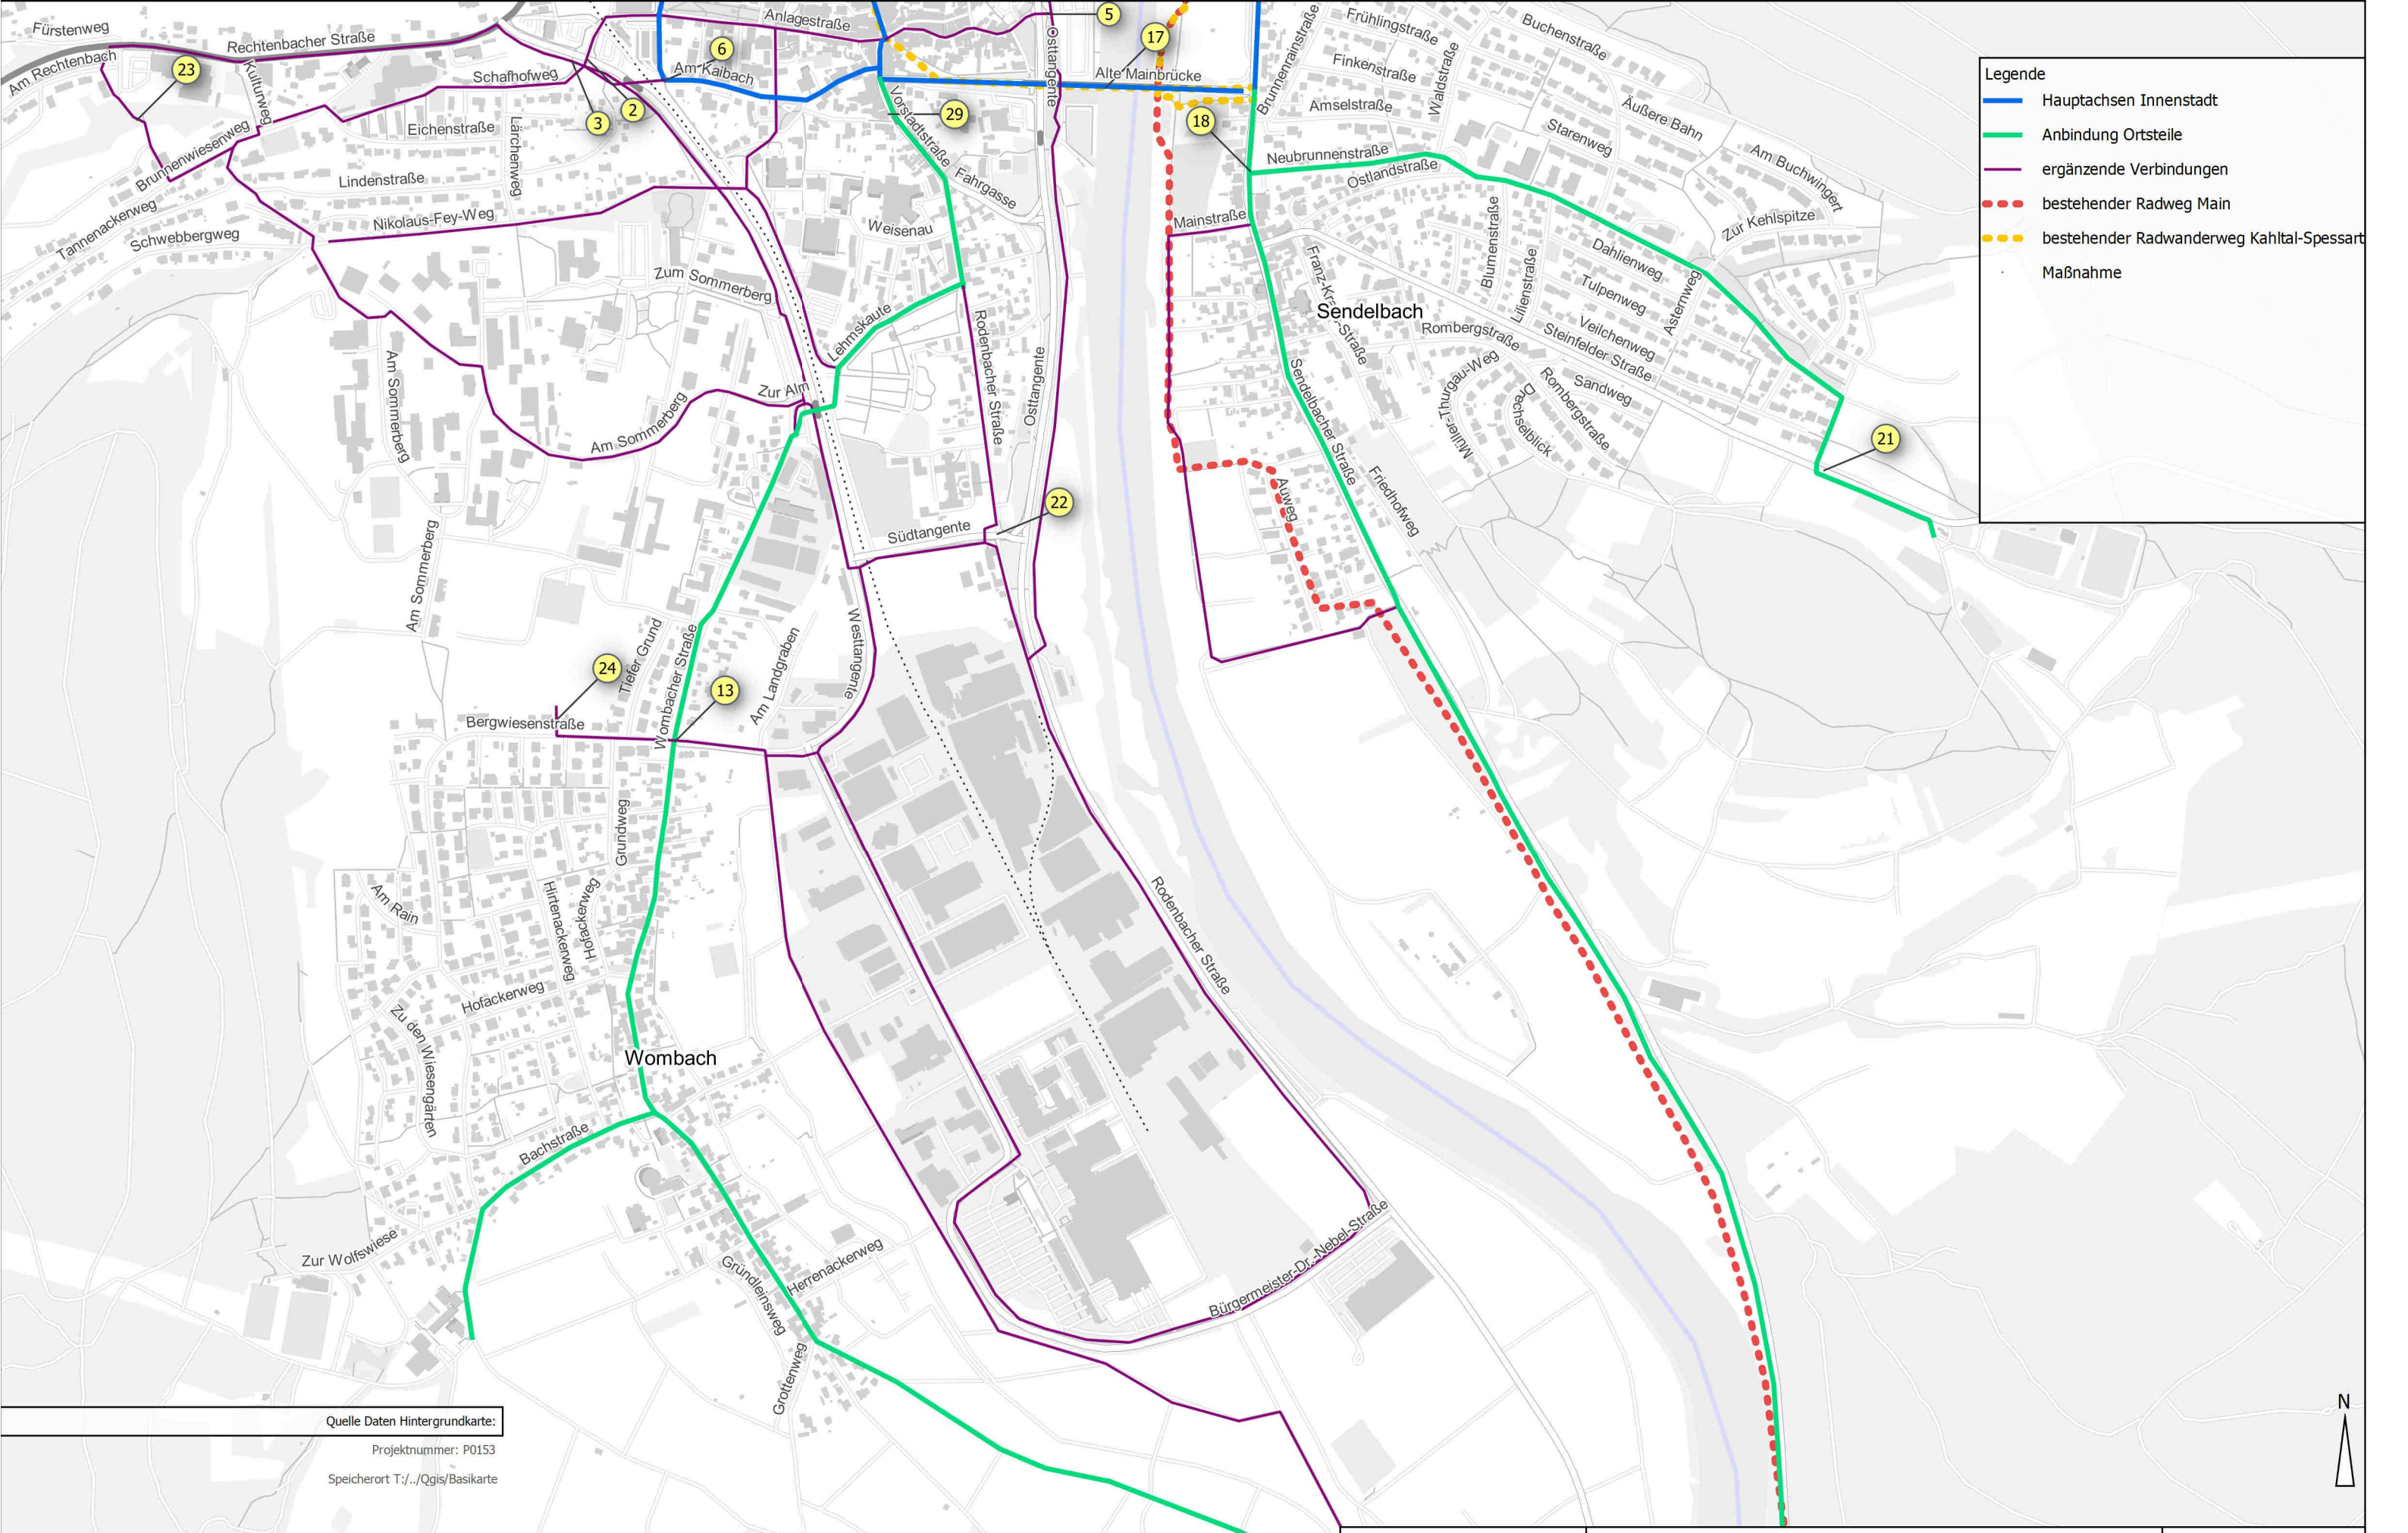 Fürstenweg
Am Rechtenbach
Rechtenbacher Straße
Kulturweg
23
Schafhofweg
3
2
6
Am Kaibach
Anlagestraße
5
17
Osttangente
Alte Mainbrücke
18
29
Vorstadtstraße
Fahrgasse
Weisenau
Brunnenwiesenweg
Eichenstraße
Lärchenweg
Lindenstraße
Nikolaus-Fey-Weg
Tannenackerweg
Schwebbergweg
Zum Sommerberg
Lehmskaute
Rodenbacher Straße
Osttangente
Zur Alm
Am Sommerberg
Am Sommerberg
Am Sommerberg
22
Südtangente
Westtangente
Brunnenrainstraße
Frühlingstraße
Finkenstraße
Amselstraße
Waldstraße
Buchenstraße
Äußere Bahn
Starenweg
Am Buchwingert
Zur Kehlspitze
Neubrunnenstraße
Ostlandstraße
Mainstraße
Blumenstraße
Lilienstraße
Dahlienweg
Tulpenweg
Asternweg
Veilchenweg
Steinfelder Straße
Franz-Kr
-Straße
Sendelbach
Rombergstraße
Müller-Thurgau-Weg
Dachselblick
Rombergstraße
Sandweg
Sendelbacher Straße
Friedhofweg
Auweg
21
Legende
Hauptachsen Innenstadt
Anbindung Ortsteile
ergänzende Verbindungen
bestehender Radweg Main
bestehender Radwanderweg Kahltal-Spessart
Maßnahme
24
Tiefer Grund
Wombacher Straße
13
Am Landgraben
Bergwiesenstraße
Grundweg
Am Rain
Hirtenackerweg
Hofackerweg
Hofackerweg
Zu den Wiesengärten
Wombach
Bachstraße
Zur Wolfswiese
Gründleinsweg
Herrenackerweg
Grottenweg
Rodenbacher Straße
Bürgermeister-Dr.-Nebel-Straße
Quelle Daten Hintergrundkarte:
Projektnummer: P0153
Speicherort T:/../Qgis/Basikarte
N